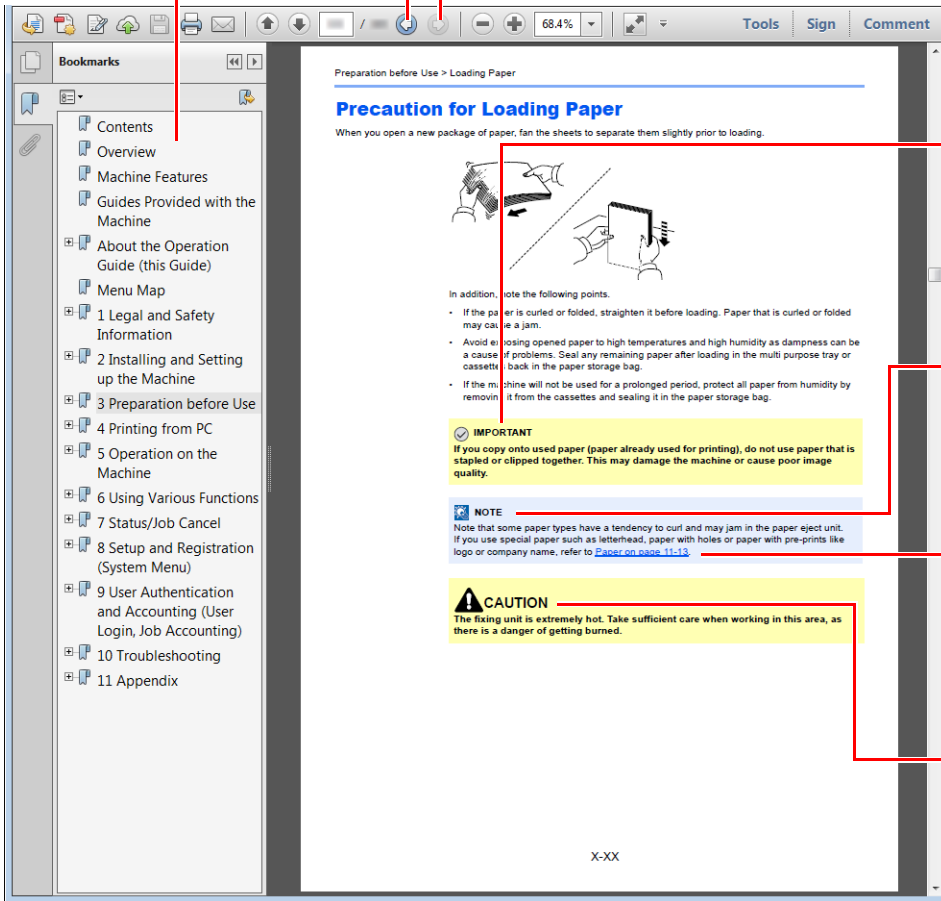 /
68.4%
Tools
Sign
Comment
Bookmarks
Contents
Overview
Machine Features
Guides Provided with the
Machine
About the Operation
Guide (this Guide)
Menu Map
1 Legal and Safety
Information
2 Installing and Setting
up the Machine
3 Preparation before Use
4 Printing from PC
5 Operation on the
Machine
6 Using Various Functions
7 Status/Job Cancel
8 Setup and Registration
(System Menu)
9 User Authentication
and Accounting (User
Login, Job Accounting)
10 Troubleshooting
11 Appendix
Preparation before Use > Loading Paper
Precaution for Loading Paper
When you open a new package of paper, fan the sheets to separate them slightly prior to loading.
In addition, note the following points.
• If the paper is curled or folded, straighten it before loading. Paper that is curled or folded
may cause a jam.
• Avoid exposing opened paper to high temperatures and high humidity as dampness can be
a cause of problems. Seal any remaining paper after loading in the multi purpose tray or
cassettes back in the paper storage bag.
• If the machine will not be used for a prolonged period, protect all paper from humidity by
removing it from the cassettes and sealing it in the paper storage bag.
IMPORTANT
If you copy onto used paper (paper already used for printing), do not use paper that is
stapled or clipped together. This may damage the machine or cause poor image
quality.
NOTE
Note that some paper types have a tendency to curl and may jam in the paper eject unit.
If you use special paper such as letterhead, paper with holes or paper with pre-prints like
logo or company name, refer to Paper on page 11-13.
CAUTION
The fixing unit is extremely hot. Take sufficient care when working in this area, as
there is a danger of getting burned.
X-XX